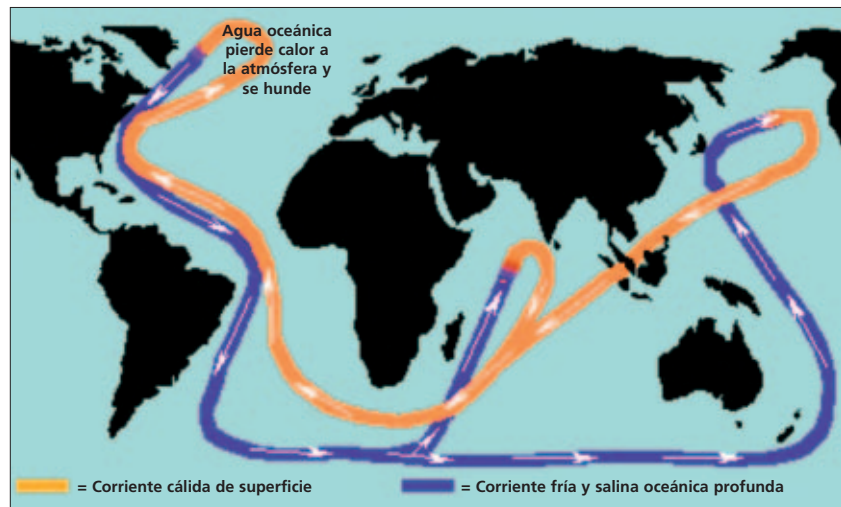 Agua oceánica
pierde calor a
la atmósfera y
se hunde
= Corriente cálida de superficie
= Corriente fría y salina oceánica profunda